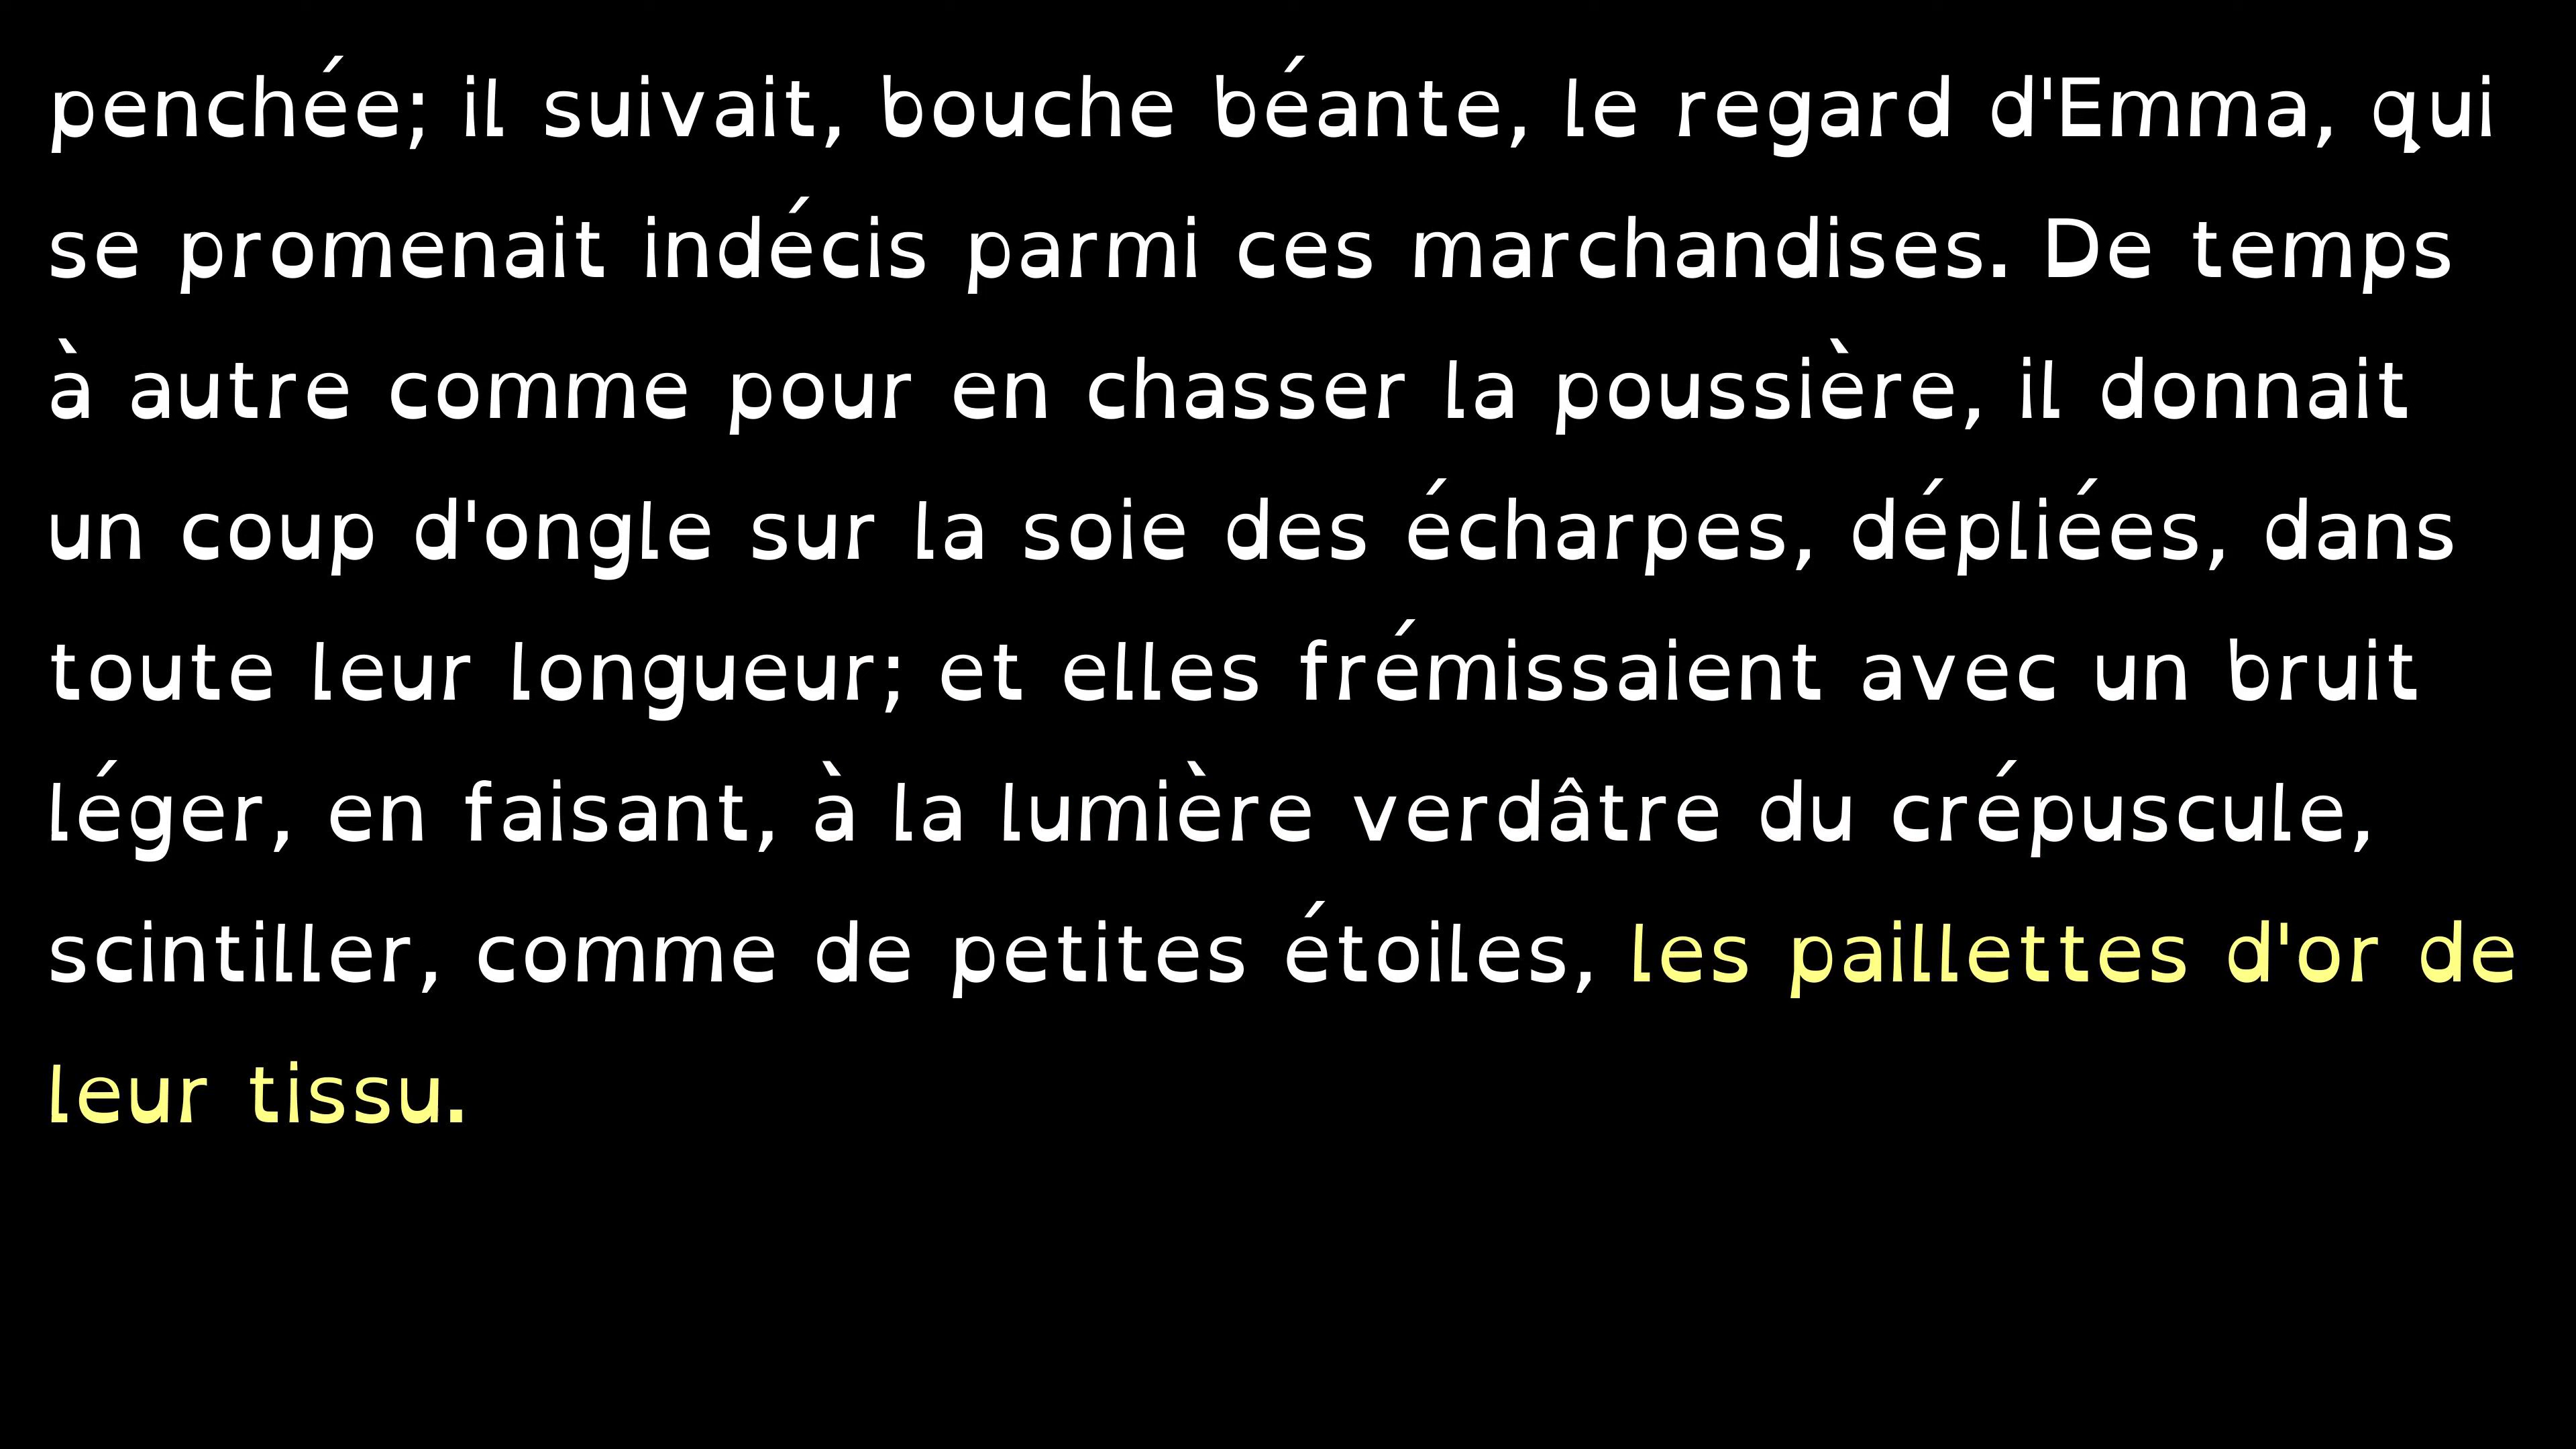 penchée; il suivait, bouche béante, le regard d'Emma, qui
se promenait indécis parmi ces marchandises. De temps
à autre comme pour en chasser la poussière, il donnait
un coup d'ongle sur la soie des écharpes, dépliées, dans
toute leur longueur; et elles frémissaient avec un bruit
léger, en faisant, à la lumière verdâtre du crépuscule,
scintiller, comme de petites étoiles, les paillettes d'or de
leur tissu.